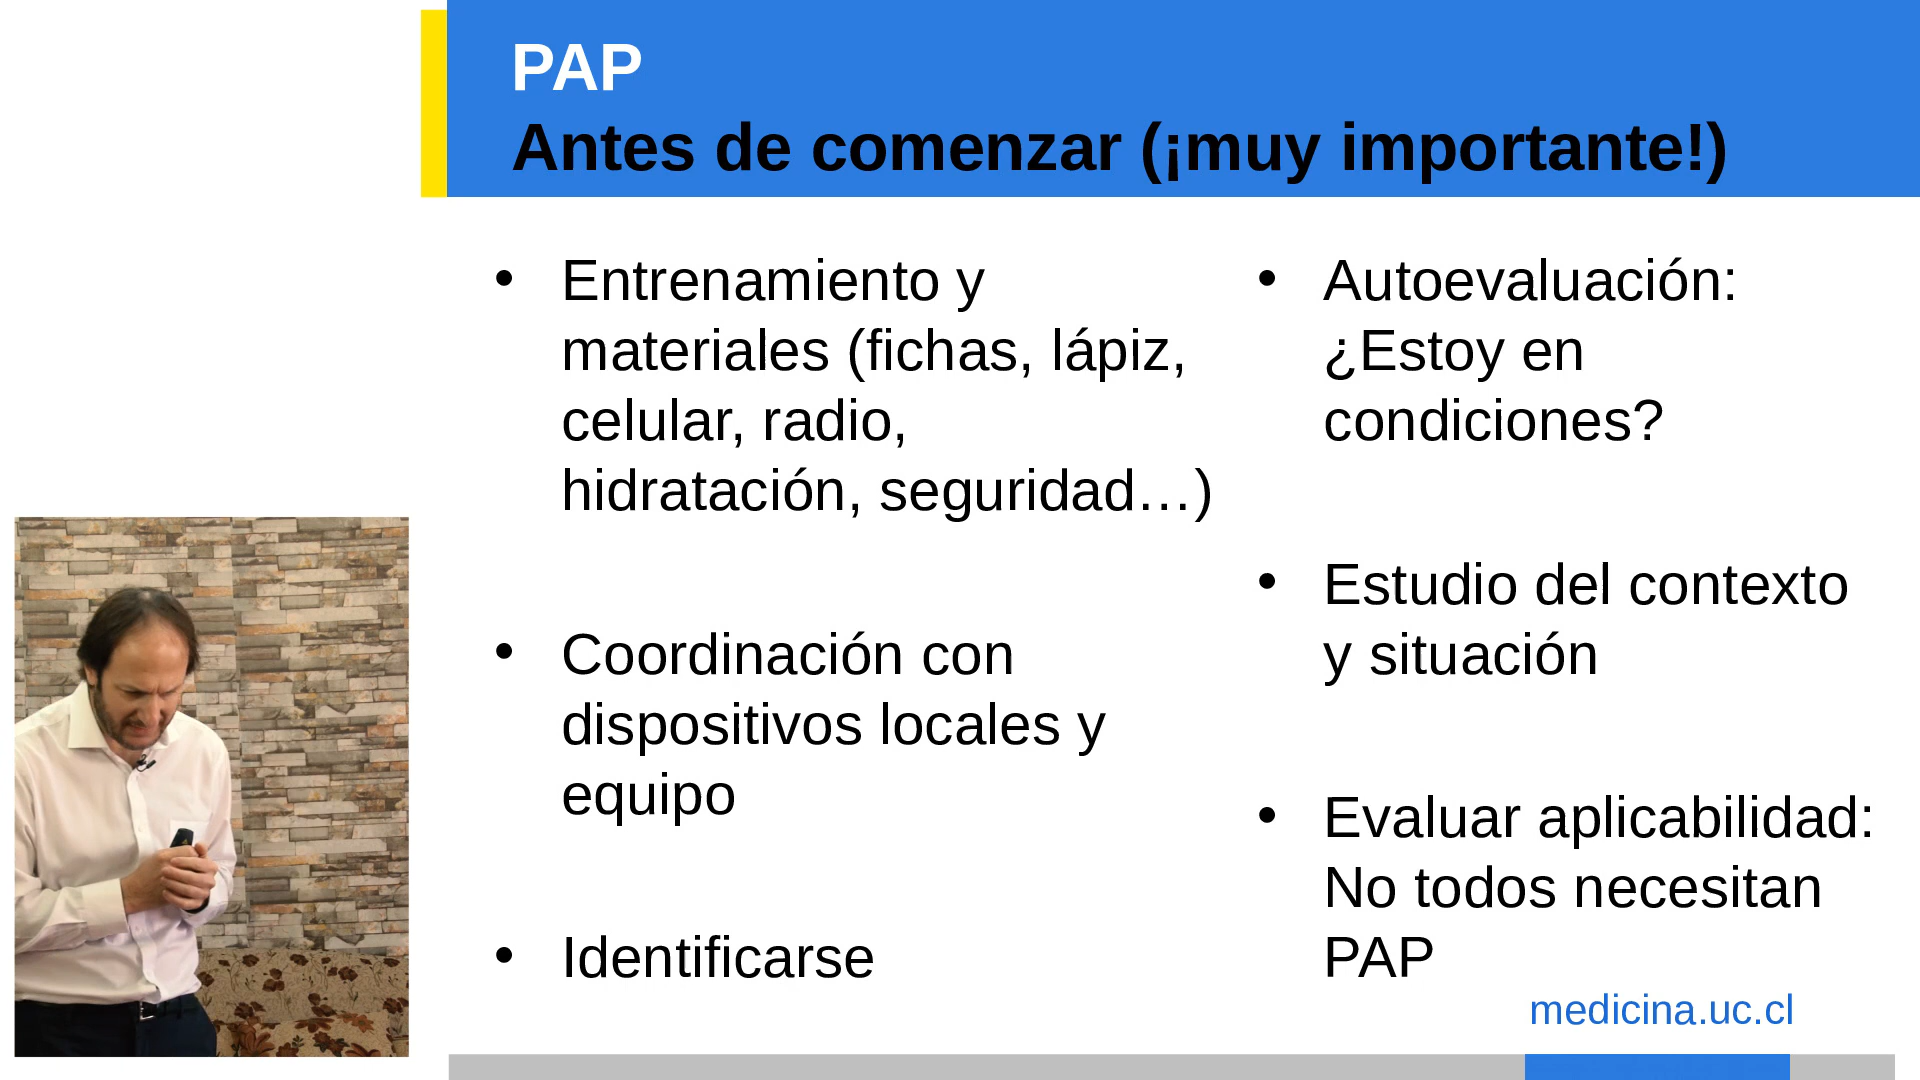 PAP
Antes de comenzar (¡muy importante!)
• Entrenamiento y
materiales (fichas, lápiz,
celular, radio,
hidratación, seguridad…)
• Coordinación con
dispositivos locales y
equipo
• Identificarse
• Autoevaluación:
¿Estoy en
condiciones?
• Estudio del contexto
y situación
• Evaluar aplicabilidad:
No todos necesitan
PAP
medicina.uc.cl